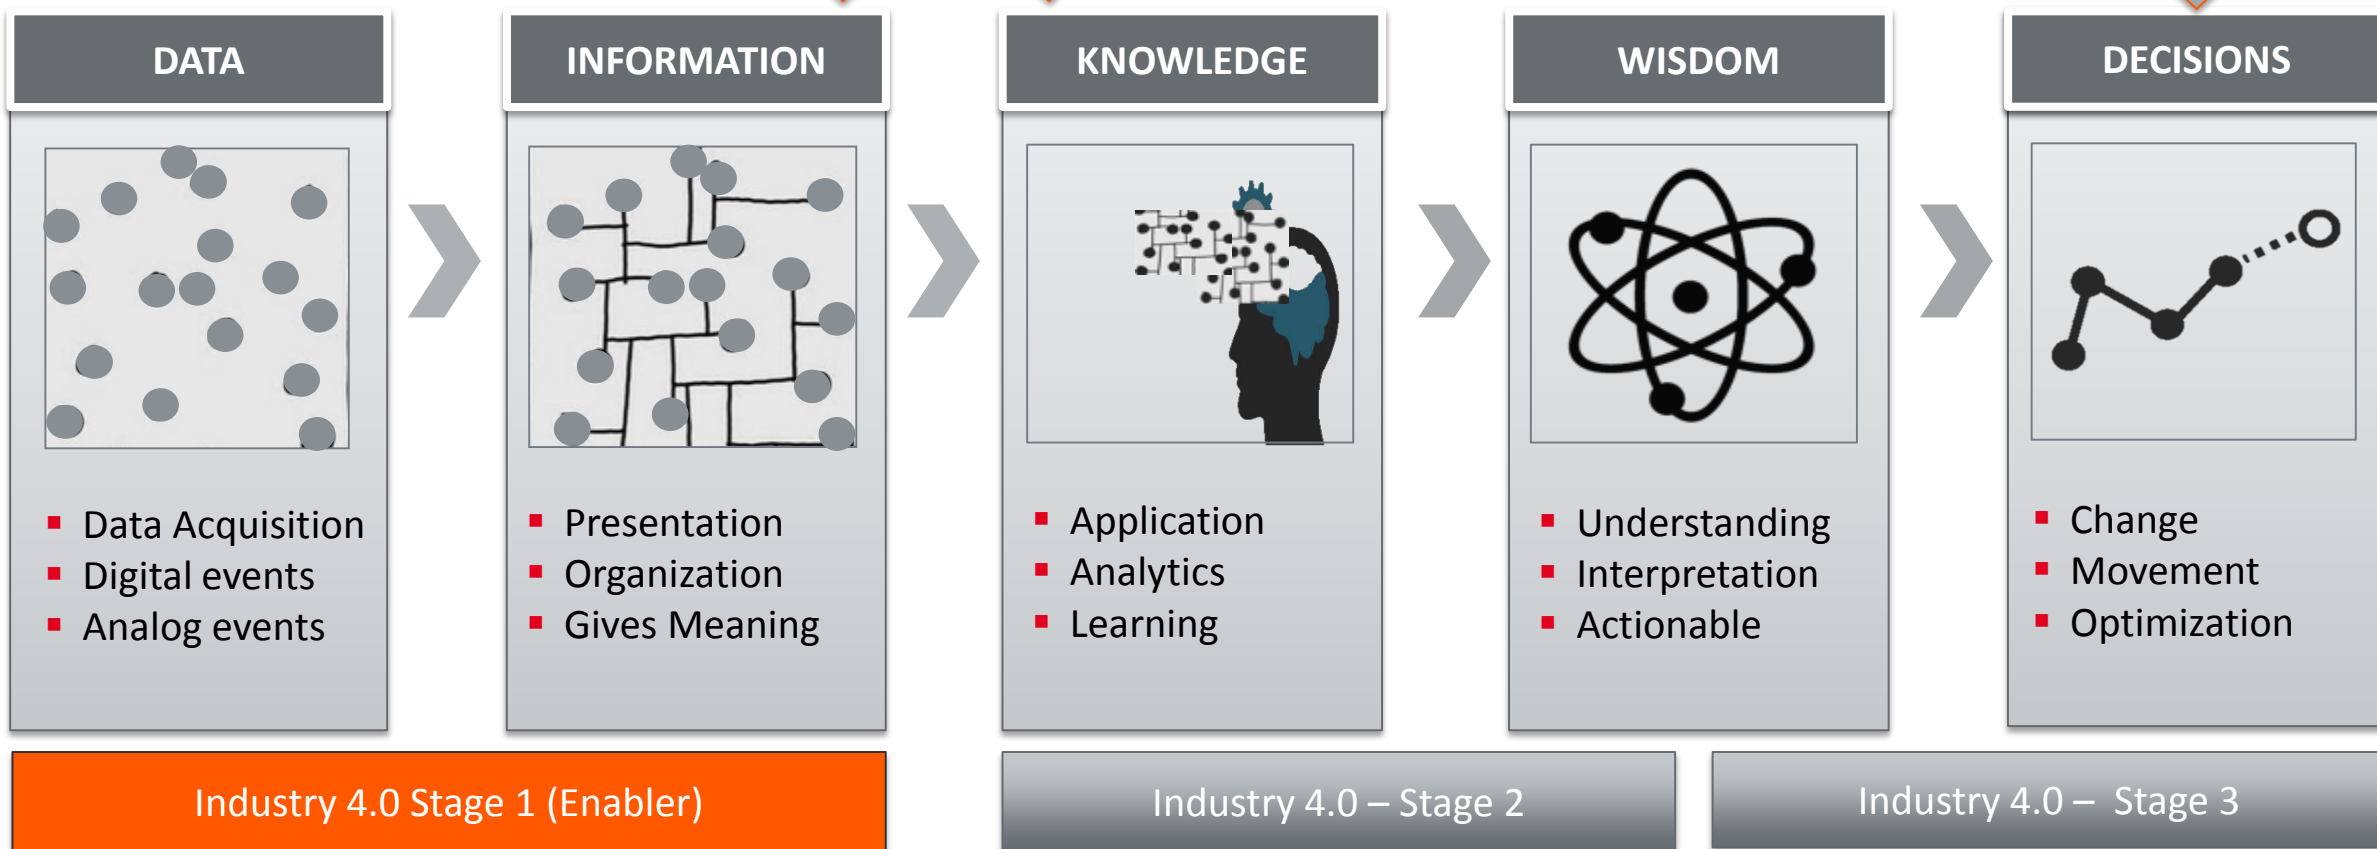 DATA
INFORMATION
KNOWLEDGE
WISDOM
DECISIONS
▪ Data Acquisition
▪ Digital events
▪ Analog events
▪ Presentation
▪ Organization
▪ Gives Meaning
▪ Application
▪ Analytics
▪ Learning
▪ Understanding
▪ Interpretation
▪ Actionable
▪ Change
▪ Movement
▪ Optimization
Industry 4.0 Stage 1 (Enabler)
Industry 4.0 – Stage 2
Industry 4.0 – Stage 3